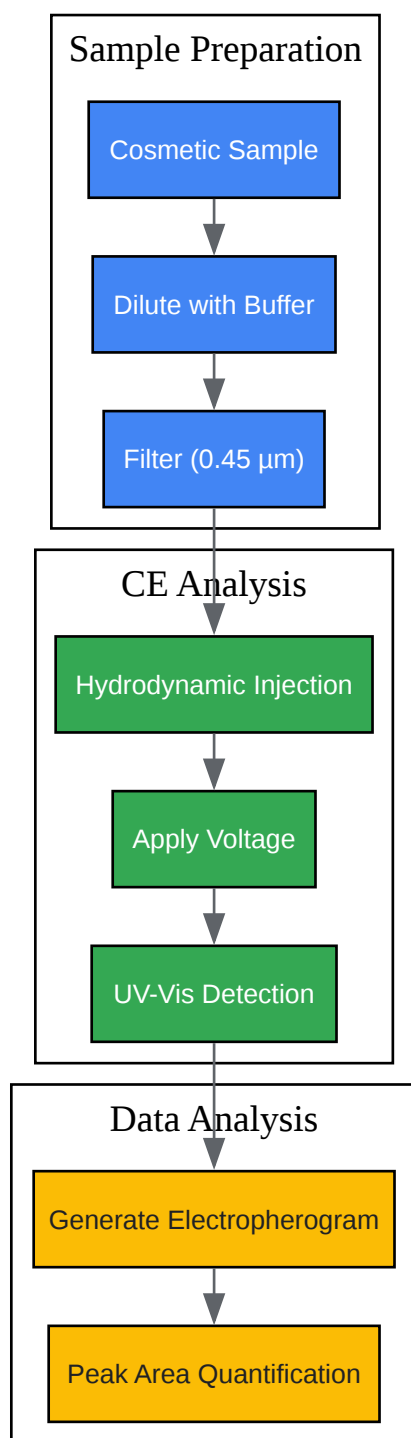 Sample Preparation
Cosmetic Sample
Dilute with Buffer
Filter (0.45 µm)
CE Analysis
Hydrodynamic Injection
Apply Voltage
UV-Vis Detection
Data Analysis
Generate Electropherogram
Peak Area Quantification